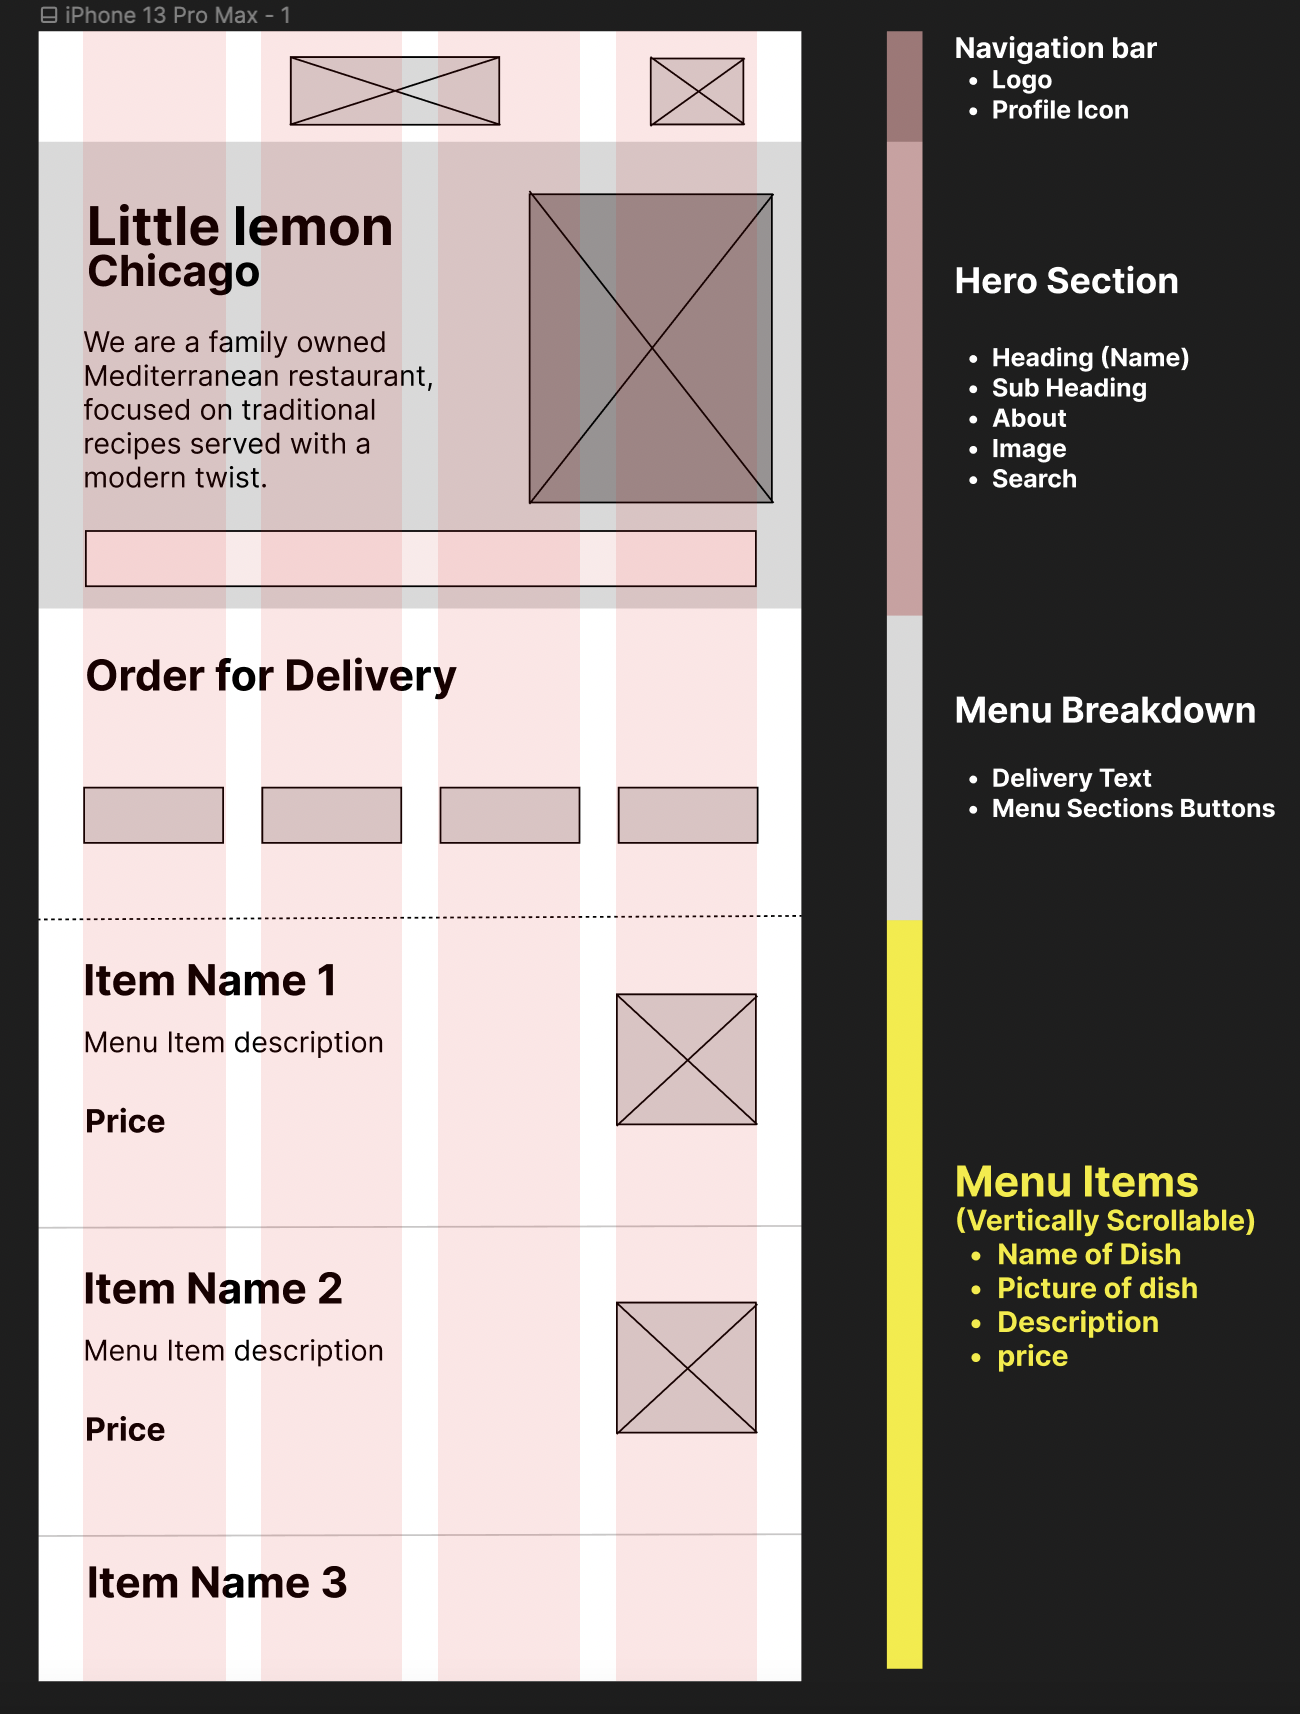 iPhone 13 Pro Max - 1
Little lemon
Chicago
We are a family owned
Mediterranean restaurant,
focused on traditional
recipes served with a
modern twist.
Order for Delivery
Item Name 1
Menu Item description
Price
Item Name 2
Menu Item description
Price
Item Name 3
Navigation bar
• Logo
• Profile Icon
Hero Section
• Heading (Name)
• Sub Heading
• About
• Image
• Search
Menu Breakdown
• Delivery Text
• Menu Sections Buttons
Menu Items
(Vertically Scrollable)
• Name of Dish
• Picture of dish
• Description
• price